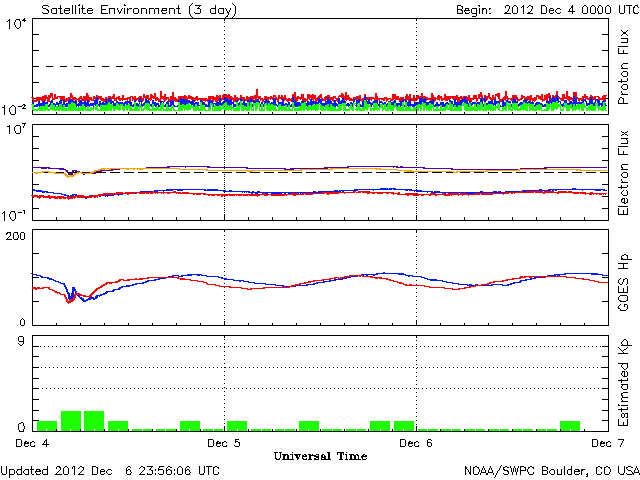 Satellite Environment (3 day)
Begin: 2012 Dec 4 0000 UTC
10^4
10^-2
Proton Flux
10^7
10^-1
Electron Flux
200
0
GOES Hp
9
0
Estimated Kp
Dec 4
Dec 5
Dec 6
Dec 7
Universal Time
Updated 2012 Dec 6 23:56:06 UTC
NOAA/SWPC Boulder, CO USA